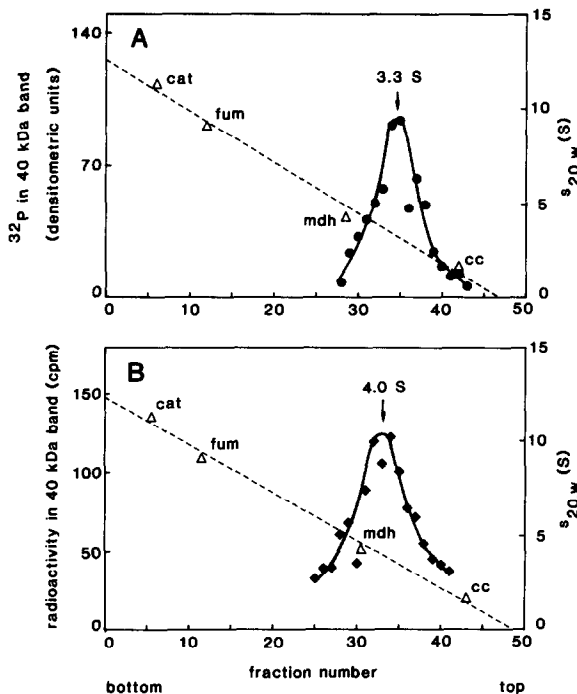 A
140
70
0
³²P in 40 kDa band
(densitometric units)
cat
fum
mdh
cc
3.3 S
15
10
5
0
s20,w (S)
0
10
20
30
40
50
B
150
100
50
0
radioactivity in 40 kDa band (cpm)
cat
fum
mdh
cc
4.0 S
15
10
5
0
s20,w (S)
0
10
20
30
40
50
bottom
fraction number
top